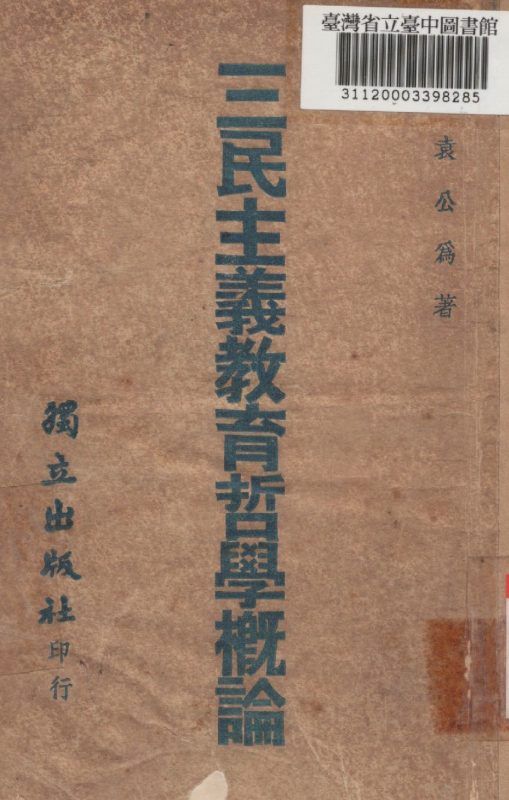 臺灣省立臺中圖書館
31120003398285
袁公爲著
三民主義教育哲學概論
獨立出版社印行